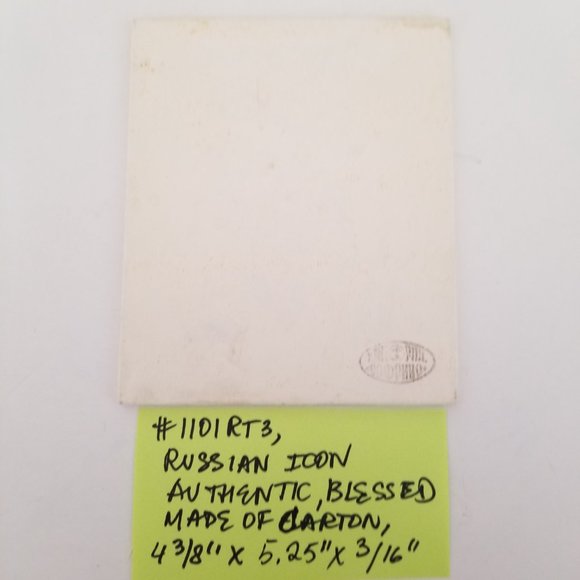 #1101RT3,
RUSSIAN ICON
AUTHENTIC, BLESSED
MADE OF CARTON,
4 3/8" X 5.25" X 3/16"